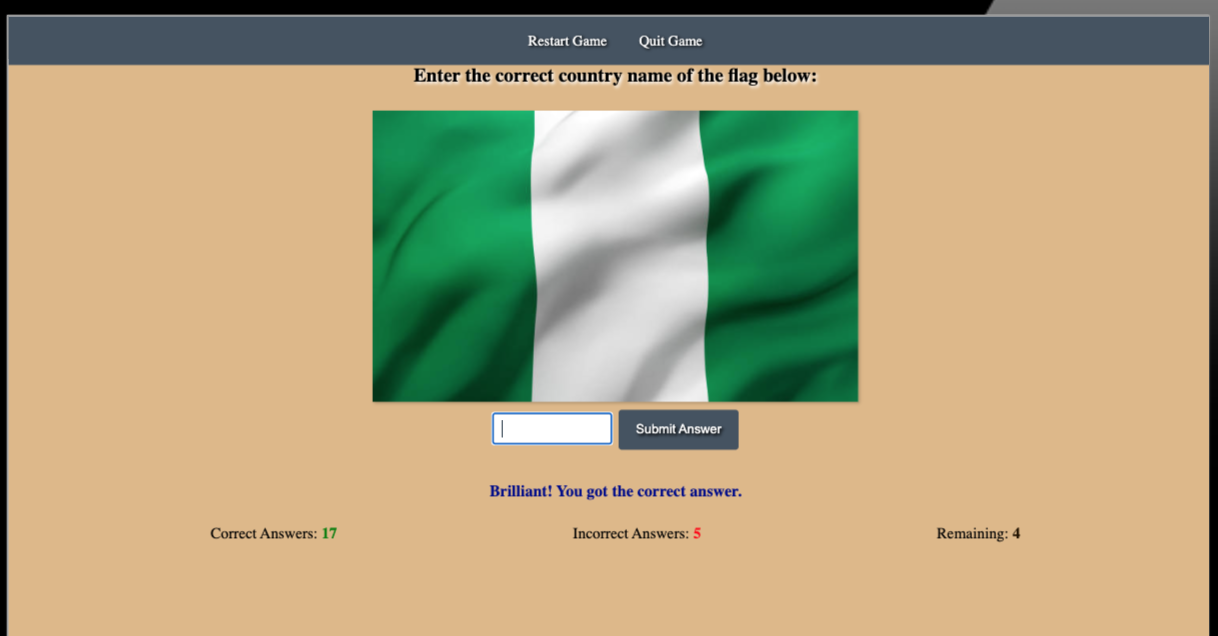 Restart Game Quit Game
Enter the correct country name of the flag below:
Submit Answer
Brilliant! You got the correct answer.
Correct Answers: 17 Incorrect Answers: 5 Remaining: 4